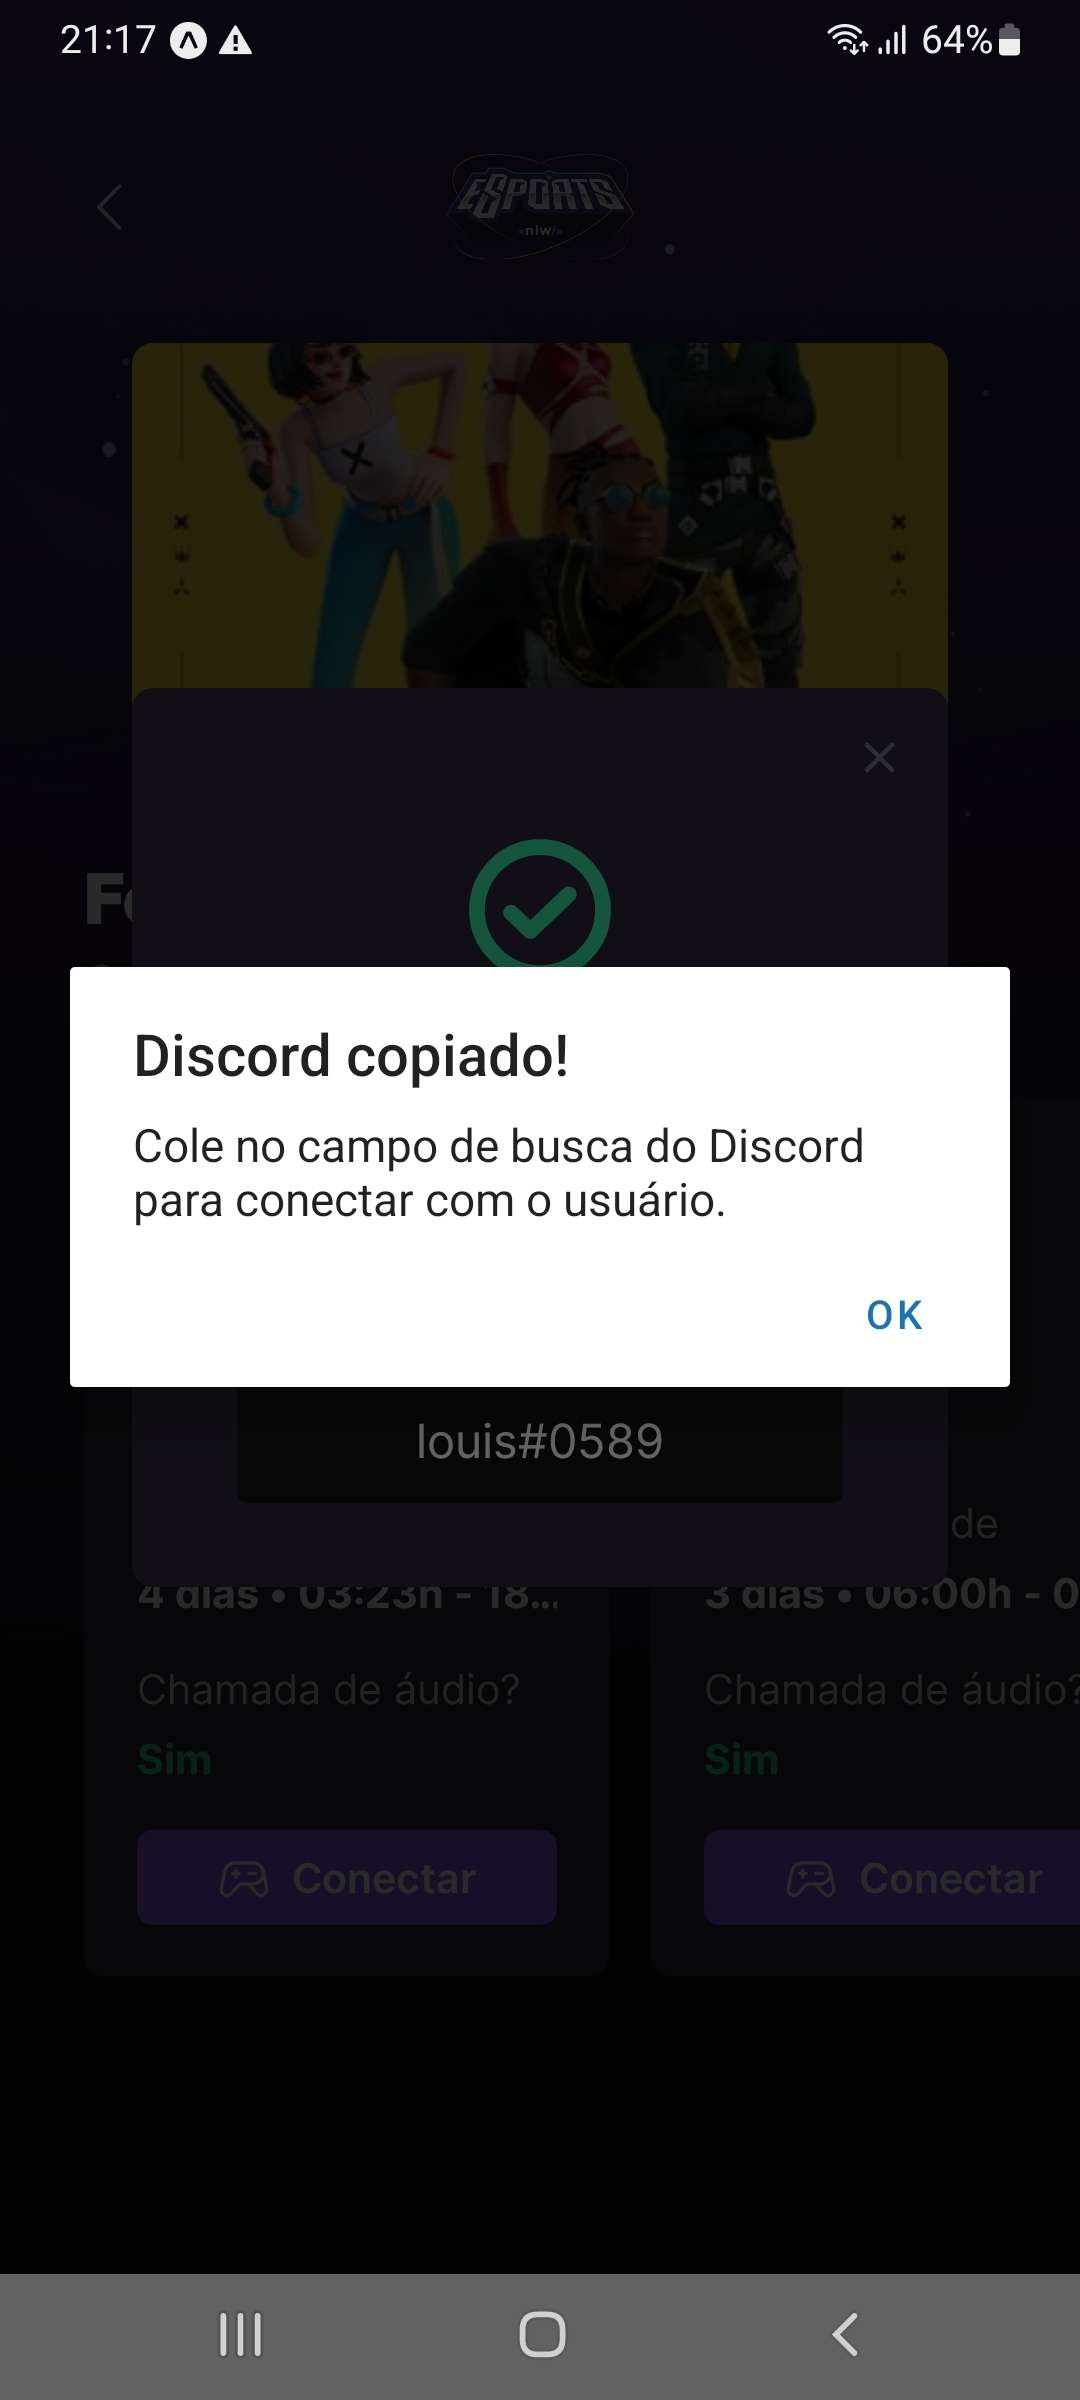 21:17
64%
ESPORTS
nlw/>
Discord copiado!
Cole no campo de busca do Discord
para conectar com o usuário.
OK
louis#0589
de
4 dias • 03:23h - 18...
3 dias • 06:00h - 0
Chamada de áudio?
Chamada de áudio?
Sim
Sim
Conectar
Conectar